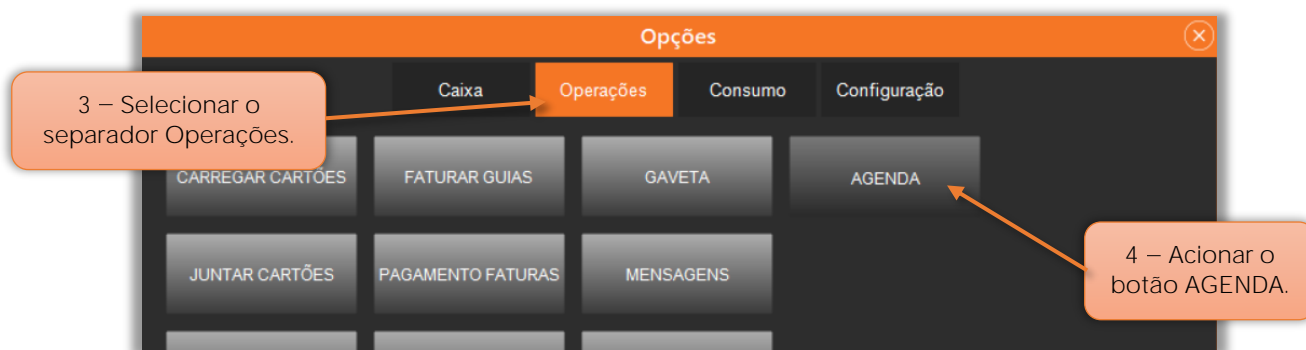 Opções
Caixa
Operações
Consumo
Configuração
3 – Selecionar o
separador Operações.
CARREGAR CARTÕES
FATURAR GUIAS
GAVETA
AGENDA
JUNTAR CARTÕES
PAGAMENTO FATURAS
MENSAGENS
4 – Acionar o
botão AGENDA.